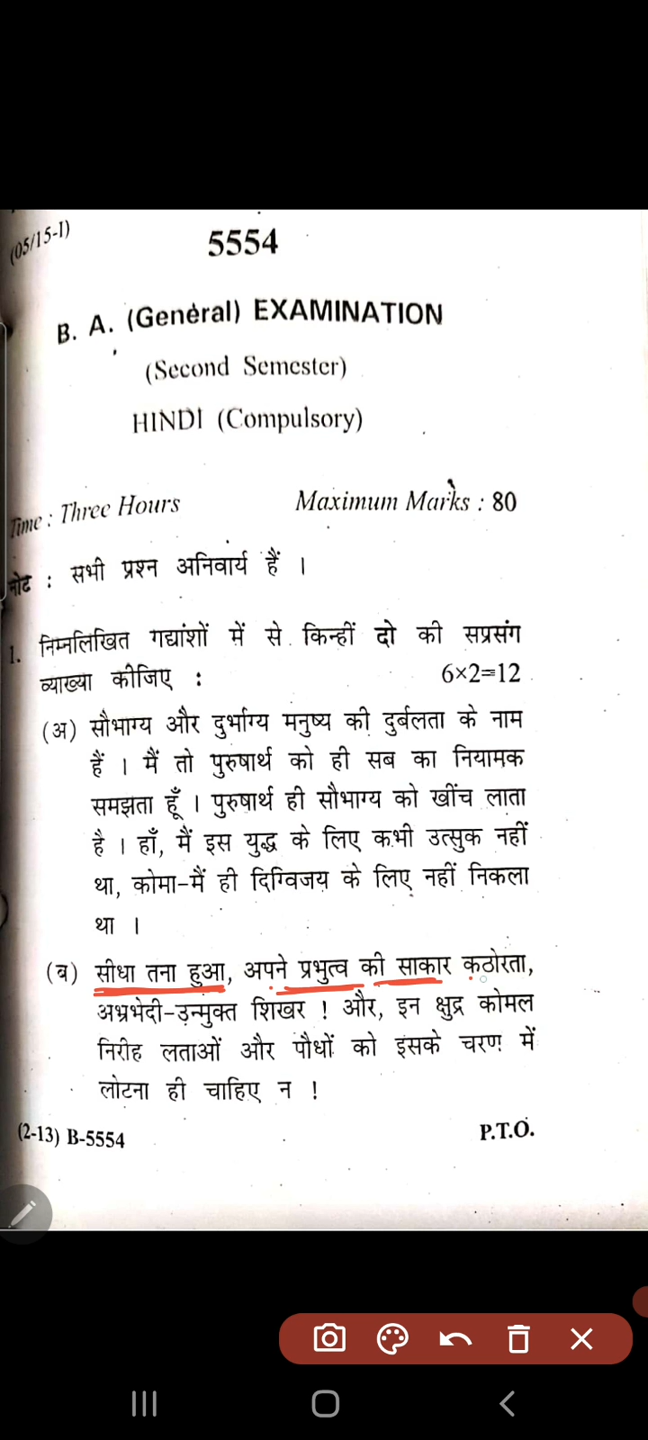 (05/15-I)
5554
B. A. (General) EXAMINATION
(Second Semester)
HINDI (Compulsory)
Time : Three Hours Maximum Marks : 80
नोट : सभी प्रश्न अनिवार्य हैं ।
1. निम्नलिखित गद्यांशों में से किन्हीं दो की सप्रसंग
व्याख्या कीजिए : 6×2=12
(अ) सौभाग्य और दुर्भाग्य मनुष्य की दुर्बलता के नाम
हैं । मैं तो पुरुषार्थ को ही सब का नियामक
समझता हूँ । पुरुषार्थ ही सौभाग्य को खींच लाता
है । हाँ, मैं इस युद्ध के लिए कभी उत्सुक नहीं
था, कोमा-मैं ही दिग्विजय के लिए नहीं निकला
था ।
(ब) सीधा तना हुआ, अपने प्रभुत्व की साकार कठोरता,
अभ्रभेदी-उन्मुक्त शिखर ! और, इन क्षुद्र कोमल
निरीह लताओं और पौधों को इसके चरण में
लोटना ही चाहिए न !
(2-13) B-5554 P.T.O.